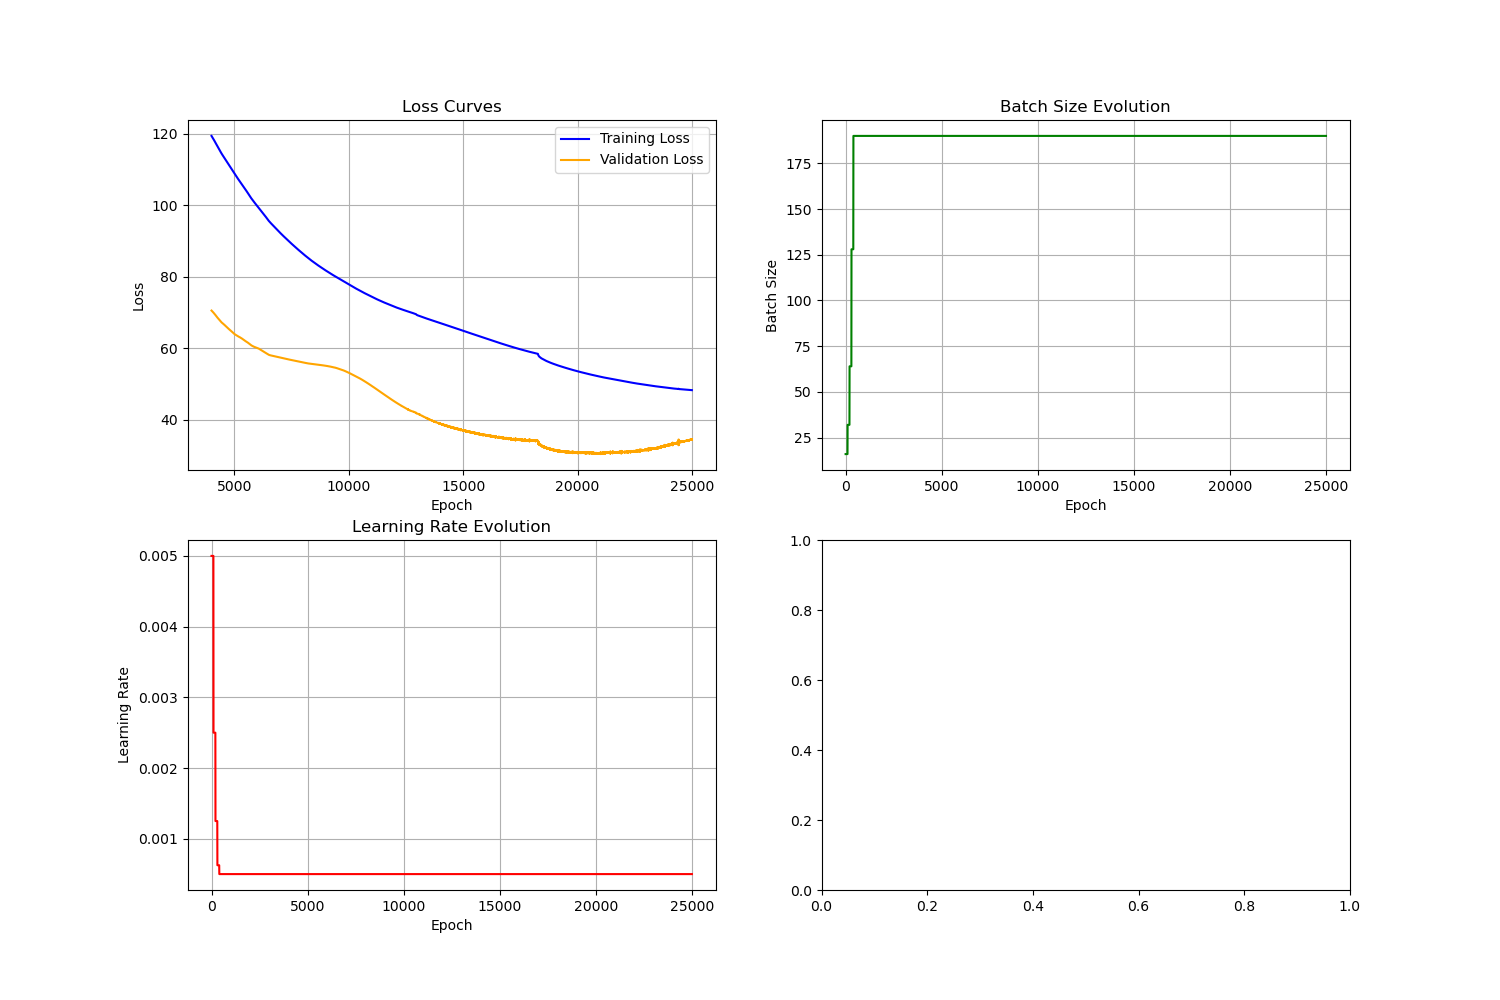 Loss Curves
120
100
80
60
40
Loss
Training Loss
Validation Loss
5000 10000 15000 20000 25000
Epoch
Batch Size Evolution
175
150
125
100
75
50
25
Batch Size
0 5000 10000 15000 20000 25000
Epoch
Learning Rate Evolution
0.005
0.004
0.003
0.002
0.001
Learning Rate
0 5000 10000 15000 20000 25000
Epoch
1.0
0.8
0.6
0.4
0.2
0.0
0.0 0.2 0.4 0.6 0.8 1.0